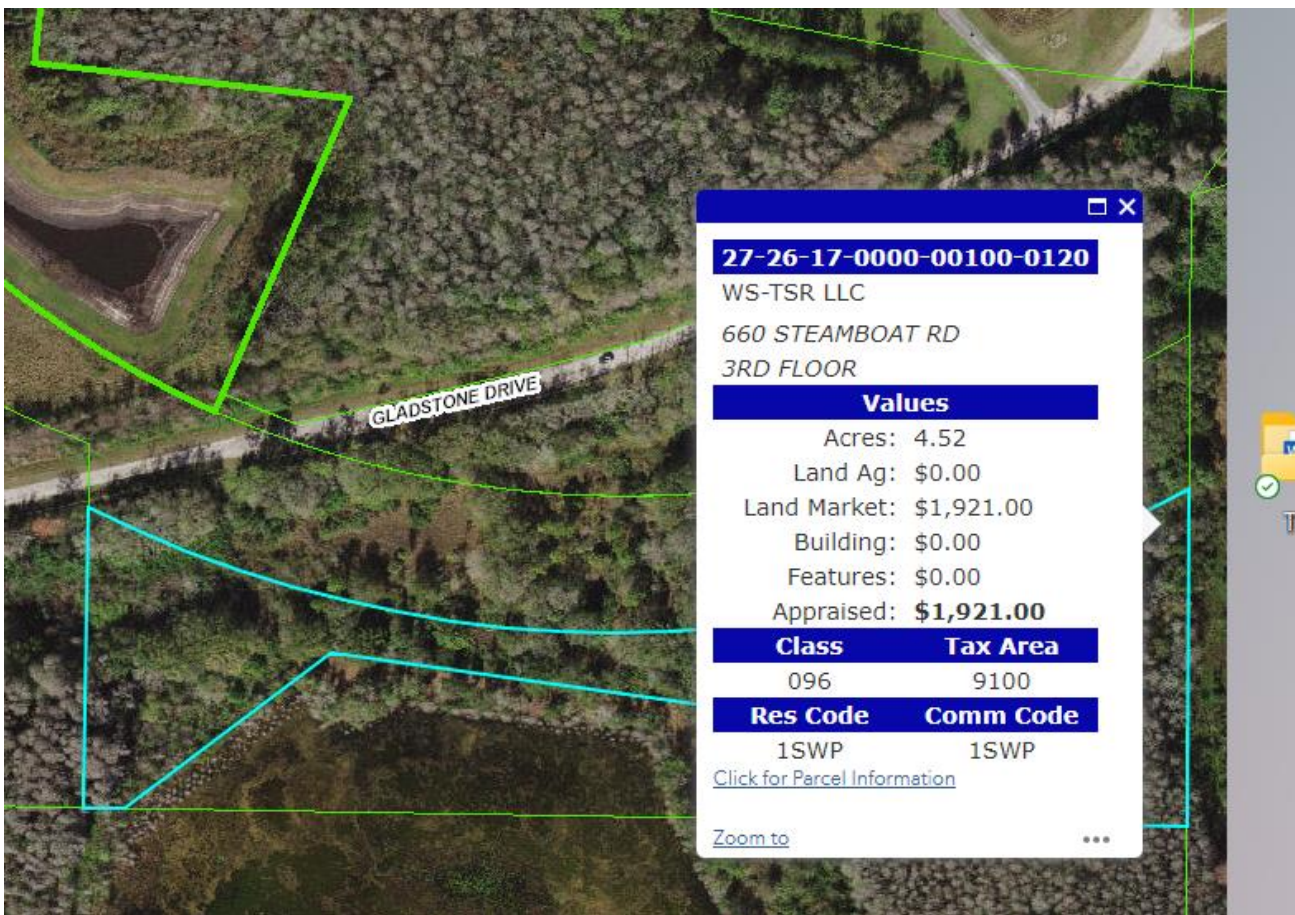 GLADSTONE DRIVE
27-26-17-0000-00100-0120
WS-TSR LLC
660 STEAMBOAT RD
3RD FLOOR
Values
Acres: 4.52
Land Ag: $0.00
Land Market: $1,921.00
Building: $0.00
Features: $0.00
Appraised: $1,921.00
Class Tax Area
096 9100
Res Code Comm Code
1SWP 1SWP
Click for Parcel Information
Zoom to